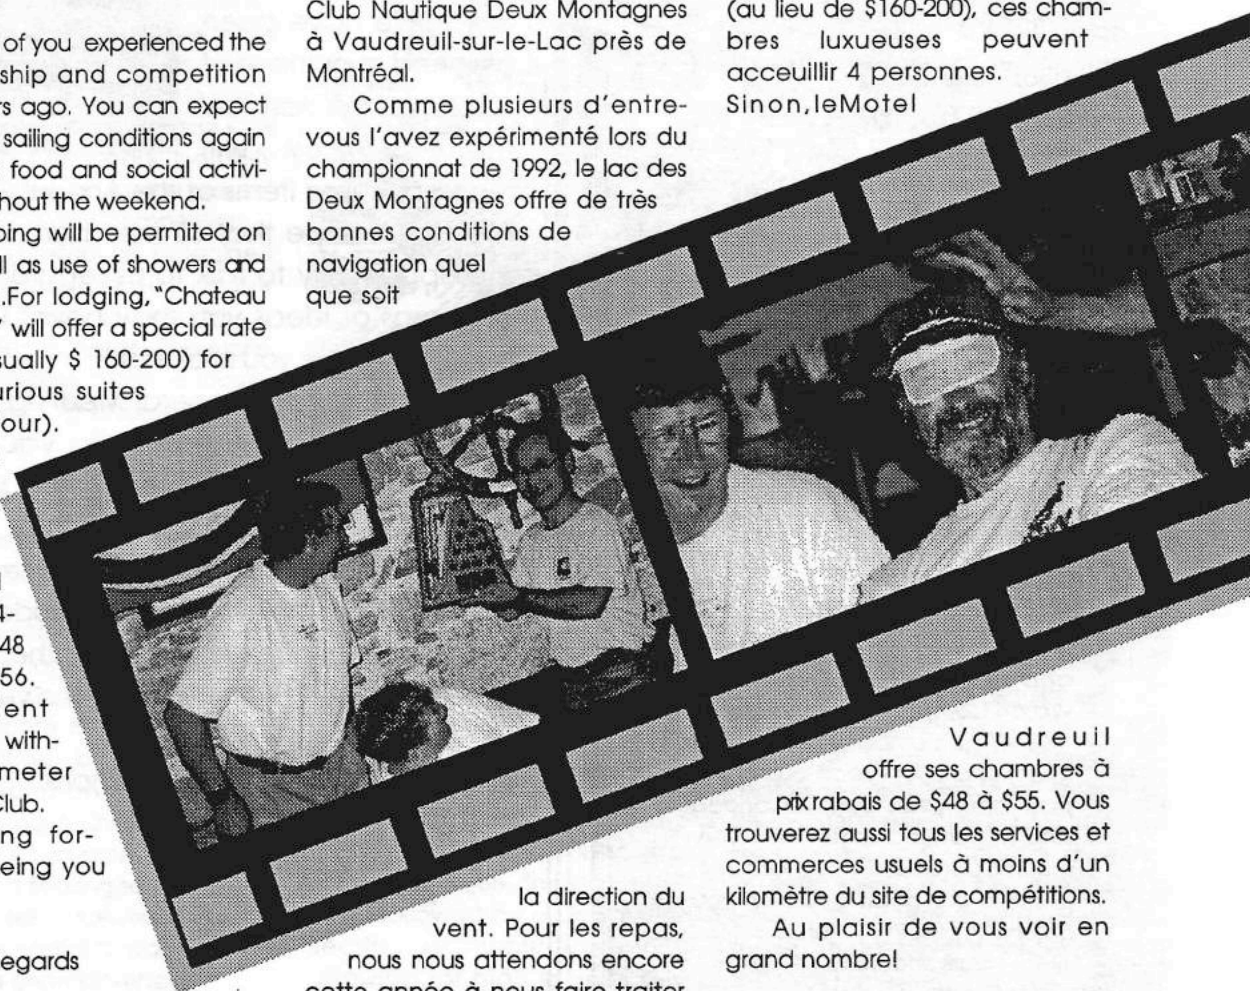 of you experienced the
ship and competition
rs ago. You can expect
sailing conditions again
food and social activi-
hout the weekend.
ping will be permited on
ll as use of showers and
.For lodging, "Chateau
" will offer a special rate
sually $ 160-200) for
urious suites
our).
4-
48
56.
ent
with-
meter
Club.
ng for-
eeing you
egards
Club Nautique Deux Montagnes
à Vaudreuil-sur-le-Lac près de
Montréal.
Comme plusieurs d'entre-
vous l'avez expérimenté lors du
championnat de 1992, le lac des
Deux Montagnes offre de très
bonnes conditions de
navigation quel
que soit
la direction du
vent. Pour les repas,
nous nous attendons encore
cette année à nous faire traiter
(au lieu de $160-200), ces cham-
bres luxueuses peuvent
acceuillir 4 personnes.
Sinon,leMotel
Vaudreuil
offre ses chambres à
prix rabais de $48 à $55. Vous
trouverez aussi tous les services et
commerces usuels à moins d'un
kilomètre du site de compétitions.
Au plaisir de vous voir en
grand nombre!